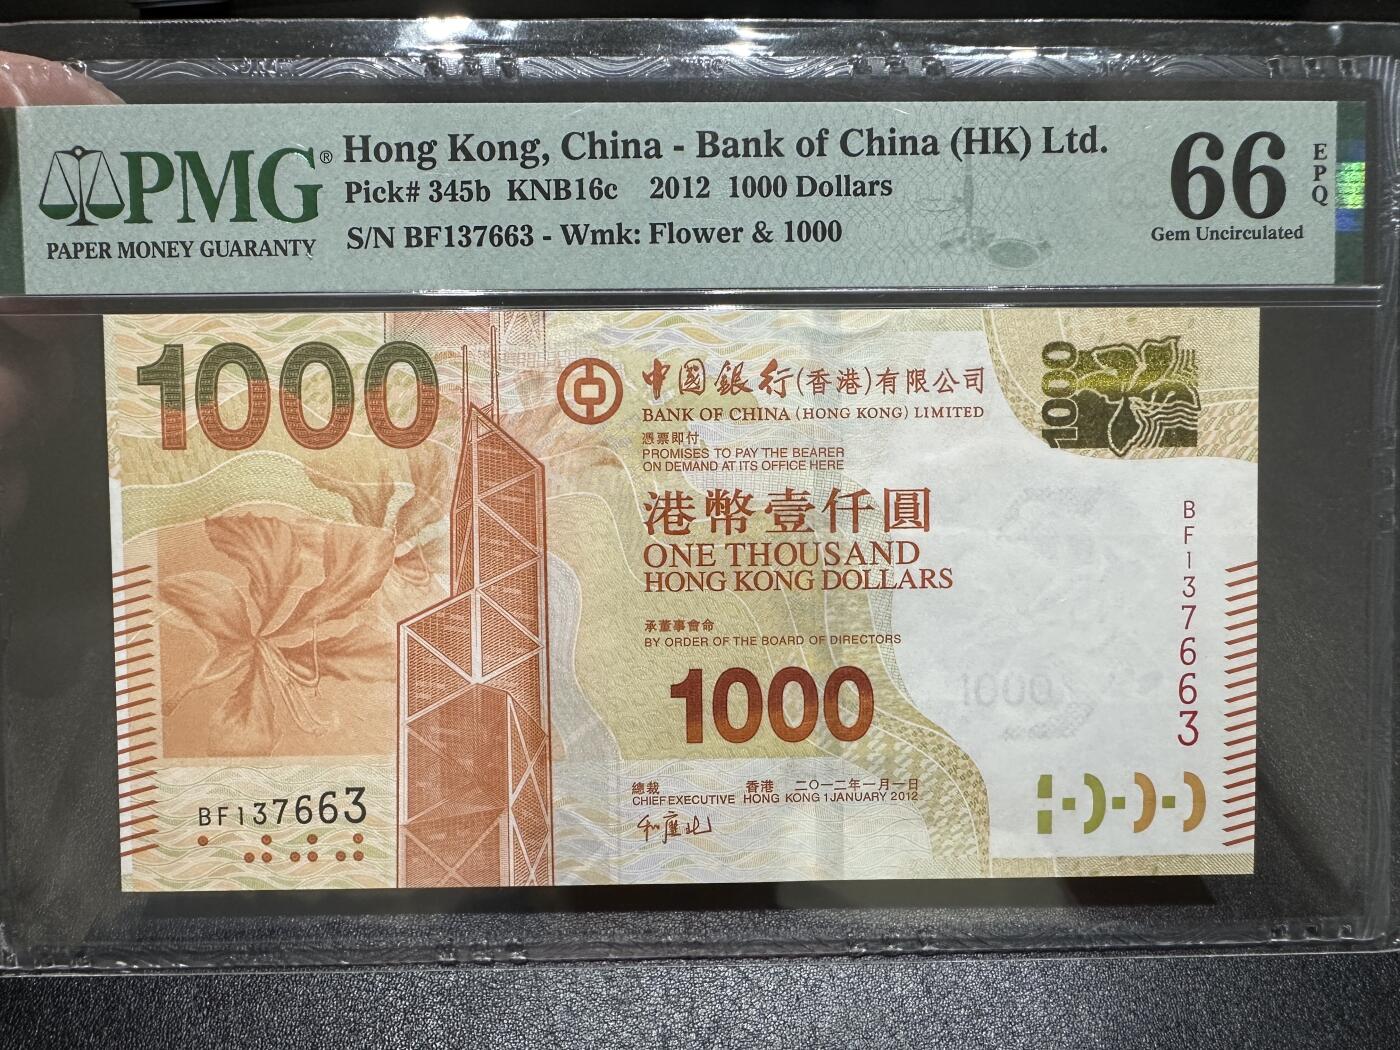 PMG®
PAPER MONEY GUARANTY
Hong Kong, China - Bank of China (HK) Ltd.
Pick# 345b KNB16c 2012 1000 Dollars
S/N BF137663 - Wmk: Flower & 1000
66
EPQ
Gem Uncirculated
1000
中國銀行(香港)有限公司
BANK OF CHINA (HONG KONG) LIMITED
憑票即付
PROMISES TO PAY THE BEARER
ON DEMAND AT ITS OFFICE HERE
港幣壹仟圓
ONE THOUSAND
HONG KONG DOLLARS
承董事會命
BY ORDER OF THE BOARD OF DIRECTORS
1000
總裁 香港 二〇一二年一月一日
CHIEF EXECUTIVE HONG KONG 1 JANUARY 2012
和廣北
1000
BF137663
1000
BF137663